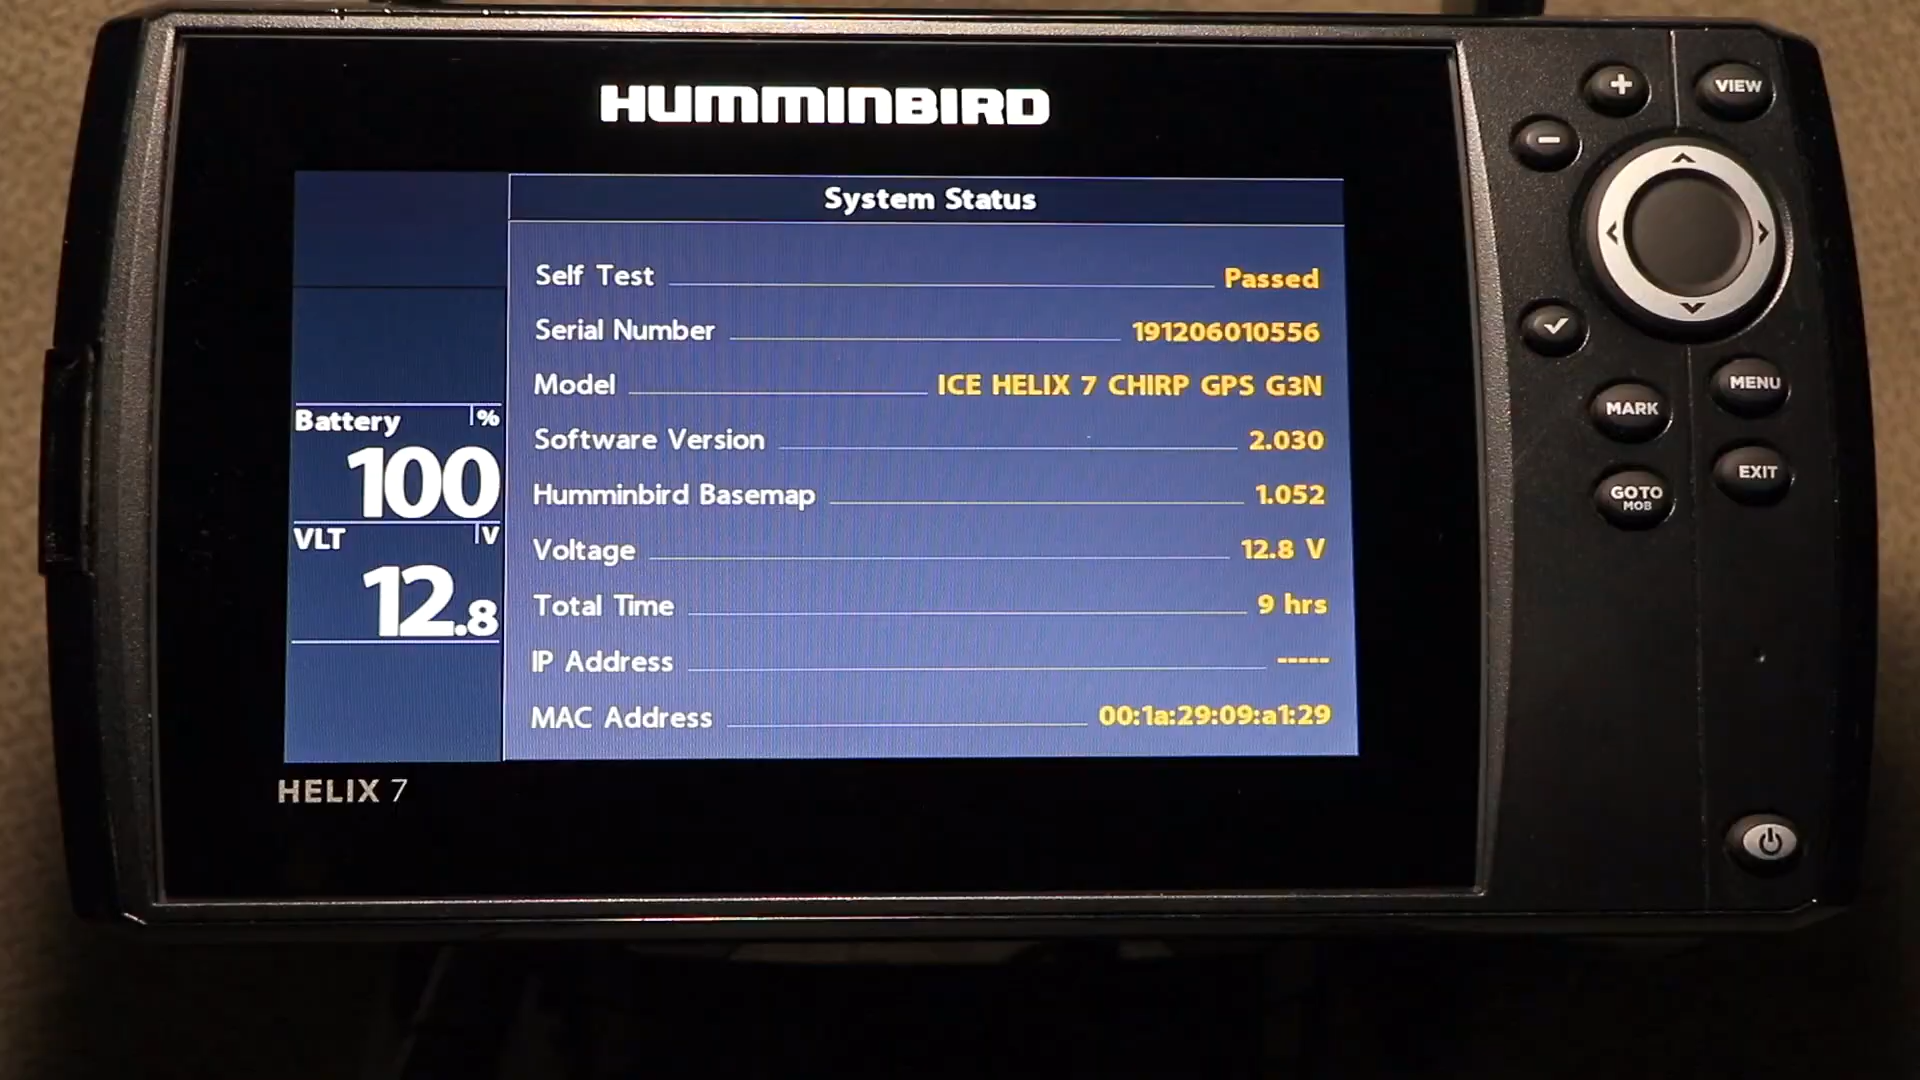 HUMMINBIRD
System Status
Self Test Passed
Serial Number 191206010556
Model ICE HELIX 7 CHIRP GPS G3N
Software Version 2.030
Humminbird Basemap 1.052
Voltage 12.8 V
Total Time 9 hrs
IP Address -----
MAC Address 00:1a:29:09:a1:29
Battery %
100
VLT V
12.8
HELIX 7
+
VIEW
-
MENU
MARK
EXIT
GOTO
MOB